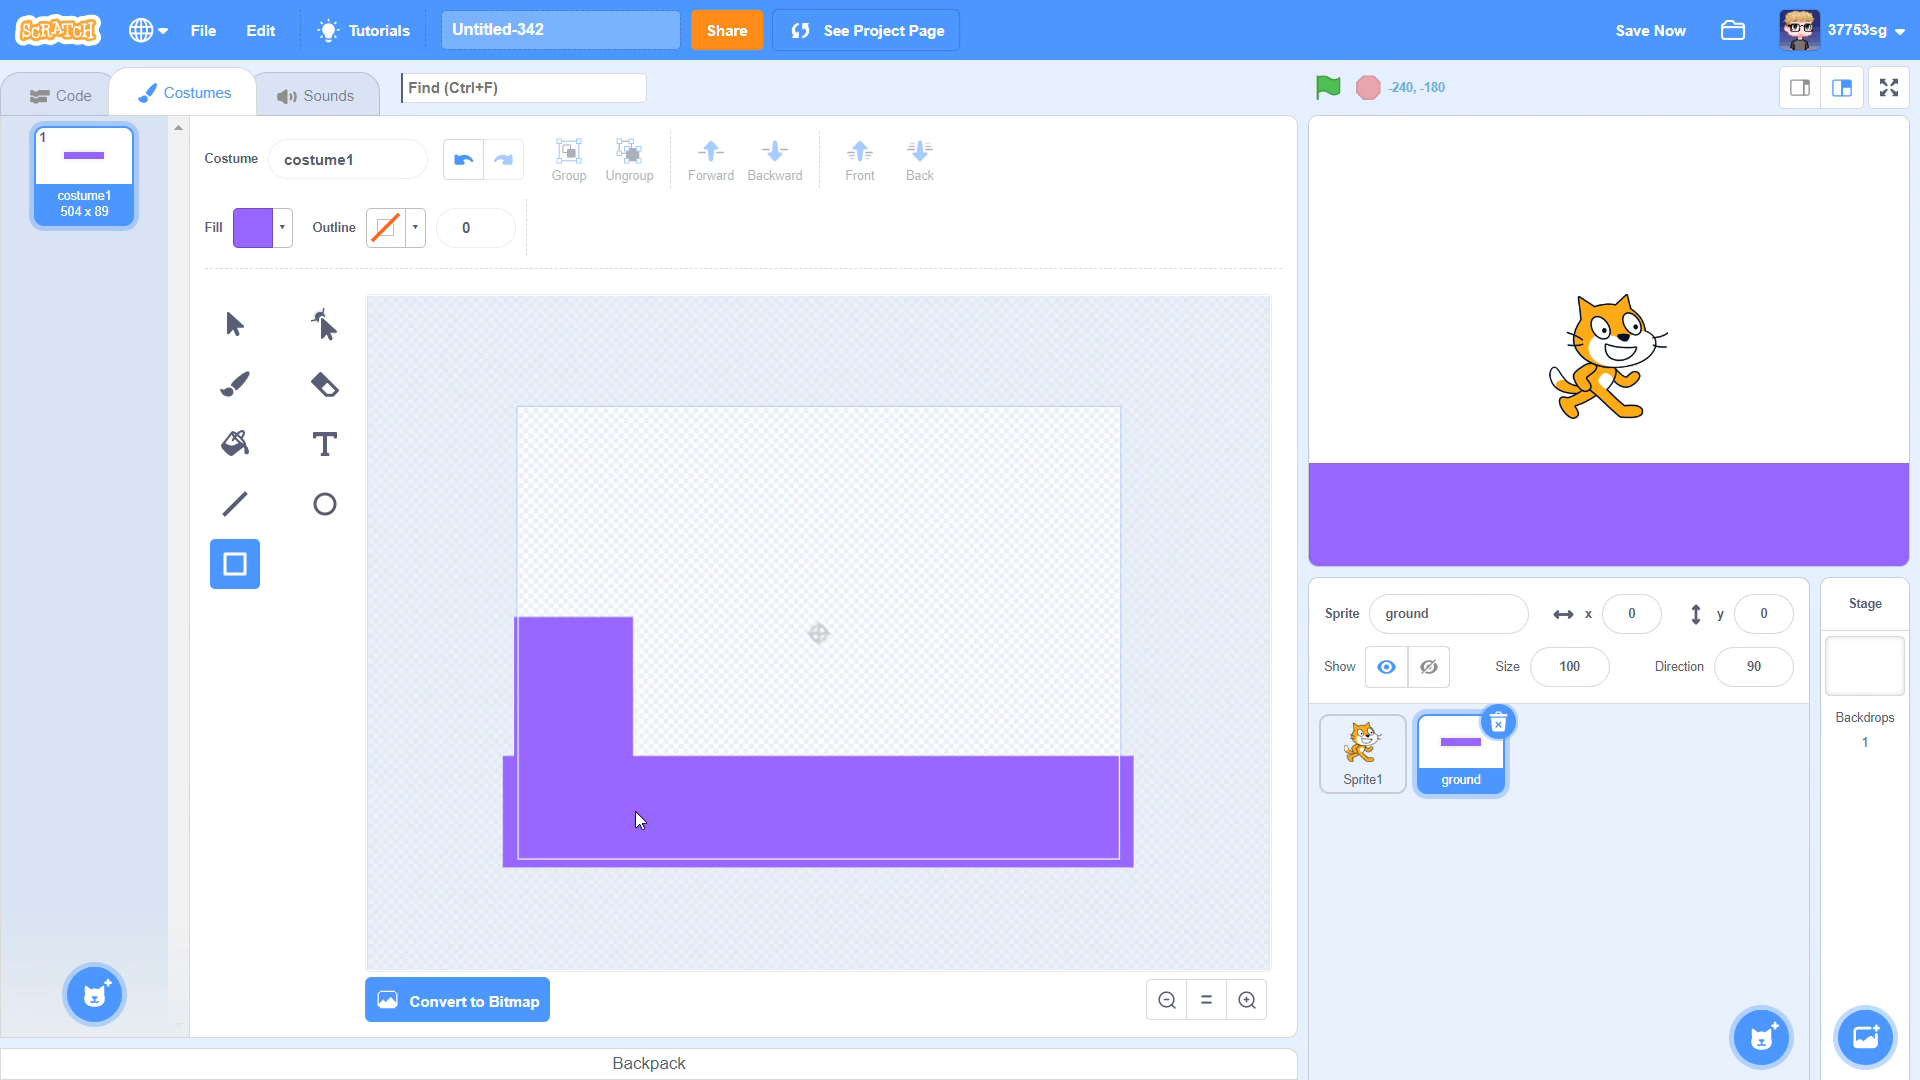 SCRATCH
File
Edit
Tutorials
Untitled-342
Share
See Project Page
Save Now
37753sg
Code
Costumes
Sounds
Find (Ctrl+F)
-240, -180
1
costume1
504 x 89
Costume
costume1
Group
Ungroup
Forward
Backward
Front
Back
Fill
Outline
0
T
Convert to Bitmap
=
Backpack
Sprite
ground
x
0
y
0
Show
Size
100
Direction
90
Sprite1
ground
Stage
Backdrops
1